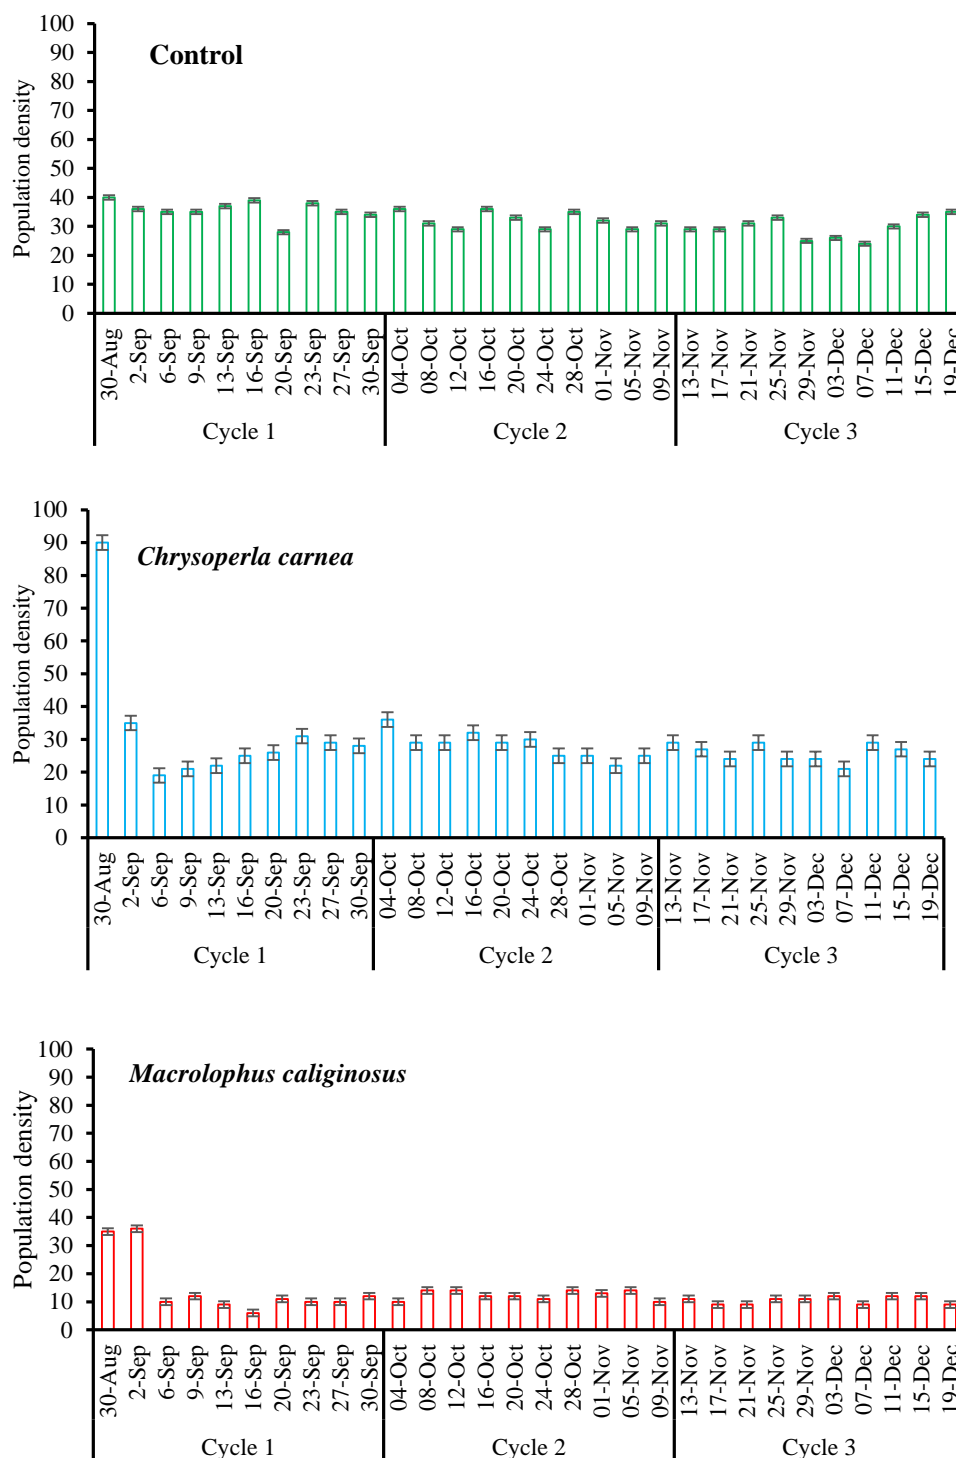 Control
Population density
100
90
80
70
60
50
40
30
20
10
0
30-Aug
2-Sep
6-Sep
9-Sep
13-Sep
16-Sep
20-Sep
23-Sep
27-Sep
30-Sep
04-Oct
08-Oct
12-Oct
16-Oct
20-Oct
24-Oct
28-Oct
01-Nov
05-Nov
09-Nov
13-Nov
17-Nov
21-Nov
25-Nov
29-Nov
03-Dec
07-Dec
11-Dec
15-Dec
19-Dec
Cycle 1 Cycle 2 Cycle 3
Chrysoperla carnea
Population density
100
90
80
70
60
50
40
30
20
10
0
30-Aug
2-Sep
6-Sep
9-Sep
13-Sep
16-Sep
20-Sep
23-Sep
27-Sep
30-Sep
04-Oct
08-Oct
12-Oct
16-Oct
20-Oct
24-Oct
28-Oct
01-Nov
05-Nov
09-Nov
13-Nov
17-Nov
21-Nov
25-Nov
29-Nov
03-Dec
07-Dec
11-Dec
15-Dec
19-Dec
Cycle 1 Cycle 2 Cycle 3
Macrolophus caliginosus
Population density
100
90
80
70
60
50
40
30
20
10
0
30-Aug
2-Sep
6-Sep
9-Sep
13-Sep
16-Sep
20-Sep
23-Sep
27-Sep
30-Sep
04-Oct
08-Oct
12-Oct
16-Oct
20-Oct
24-Oct
28-Oct
01-Nov
05-Nov
09-Nov
13-Nov
17-Nov
21-Nov
25-Nov
29-Nov
03-Dec
07-Dec
11-Dec
15-Dec
19-Dec
Cycle 1 Cycle 2 Cycle 3